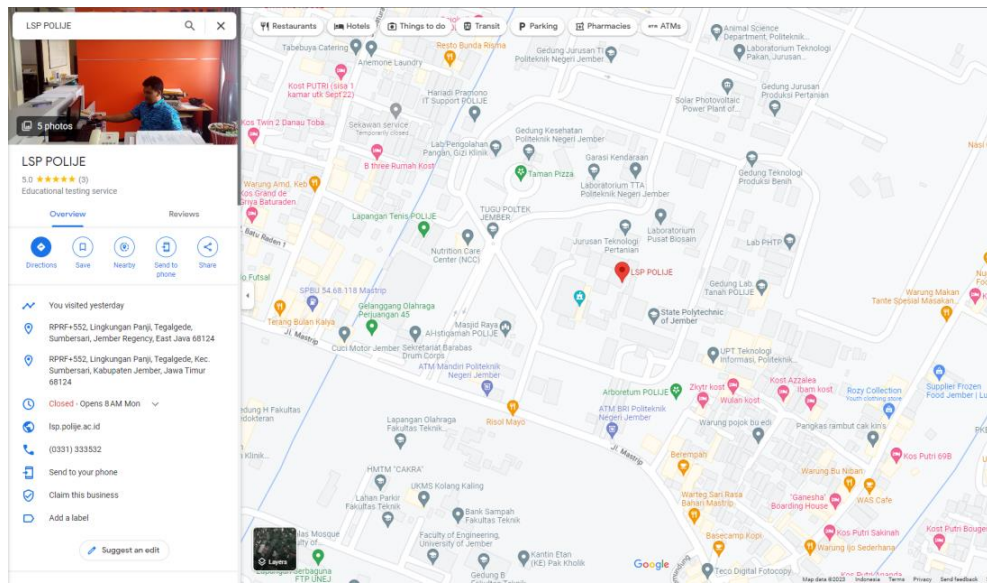 LSP POLIJE
5 photos
LSP POLIJE
5.0 ★★★★★ (3)
Educational testing service
Overview
Reviews
Directions
Save
Nearby
Send to phone
Share
You visited yesterday
RPRF+552, Lingkungan Panji, Tegalgede,
Sumbersari, Jember Regency, East Java 68124
RPRF+552, Lingkungan Panji, Tegalgede, Kec.
Sumbersari, Kabupaten Jember, Jawa Timur
68124
Closed · Opens 8 AM Mon
lsp.polije.ac.id
(0331) 333532
Send to your phone
Claim this business
Add a label
Suggest an edit
Restaurants
Hotels
Things to do
Transit
Parking
Pharmacies
ATMs
Tabebuya Catering
Anemone Laundry
Resto Bunda Risma
Gedung Jurusan TI
Politeknik Negeri Jember
Animal Science
Department, Politeknik...
Laboratorium Teknologi
Pakan, Jurusan...
Kost PUTRI (sisa 1
kamar utk Sept'22)
Hariadi Pramono
IT Support POLIJE
Solar Photovoltaic
Power Plant of...
Gedung Jurusan
Produksi Pertanian
Kos Twin 2 Danau Toba
Sekawan service
Temporarily closed
Gedung Kesehatan
Politeknik Negeri Jember
Lab Pengolahan
Pangan, Gizi Klinik
B three Rumah Kost
Garasi Kendaraan
Taman Pizza
Laboratorium TTA
Politeknik Negeri Jember
Gedung Teknologi
Produksi Benih
Warung Amd, Keb
Kos Grand de
Griya Baturaden
TUGU POLTEK
JEMBER
Lapangan Tenis POLIJE
Laboratorium
Pusat Biosain
Batu Raden 1
Nutrition Care
Center (NCC)
Jurusan Teknologi
Pertanian
Lab PHTP
LSP POLIJE
Gedung Lab.
Tanah POLIJE
Futsal
SPBU 54.68.118 Mastrip
Gelanggang Olahraga
Perjuangan 45
Terang Bulan Kalya
Masjid Raya
Al-Istigamah POLIJE
State Polytechnic
of Jember
Warung Makan
Tante Spesial Masakan...
Jl. Mastrip
Cuci Motor Jember
Sekretariat Barabas
Drum Corps
ATM Mandiri Politeknik
Negeri Jember
UPT Teknologi
Informasi, Politeknik...
Arboretum POLIJE
Zkytr kost
Kost Azzalea
Ibam kost
Wulan kost
Rozy Collection
Youth clothing store
Supplier Frozen
Food Jember | Lu
Risol Mayo
ATM BRI Politeknik
Negeri Jember
Lapangan Olahraga
Fakultas Teknik...
Warung pojok bu edi
Pangkas rambut cak kin's
Jl. Mastrip
Berempah
Kos Putri 69B
HMTM "CAKRA"
Warung Bu Nibari
Lahan Parkir
Fakultas Teknik...
UKMS Kolang Kaling
Warteg Sari Rasa
Bahari Mastrip
'Ganesha'
Boarding House
WAS Cafe
Bank Sampah
Fakultas Teknik
Faculty of Engineering,
University of Jember
Basecamp Kopi
Kos Putri Sakinah
Kost Putri Bouge
Warung Ijo Sederhana
Kantin Etan
(KE) Pak Kholik
Gedung B
Teco Digital Fotocopy
FTP UNEJ
Layers
Google
Map data ©2023
Indonesia
Terms
Privacy
Send feedback